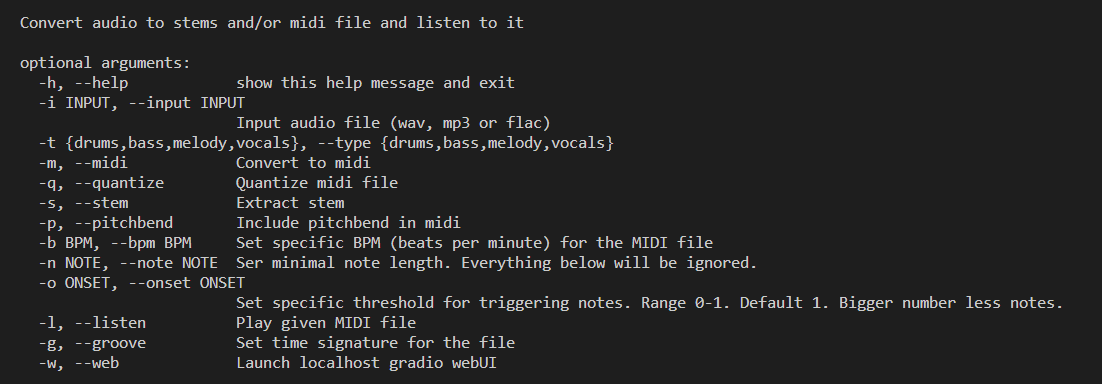 Convert audio to stems and/or midi file and listen to it
optional arguments:
-h, --help show this help message and exit
-i INPUT, --input INPUT
Input audio file (wav, mp3 or flac)
-t {drums,bass,melody,vocals}, --type {drums,bass,melody,vocals}
-m, --midi Convert to midi
-q, --quantize Quantize midi file
-s, --stem Extract stem
-p, --pitchbend Include pitchbend in midi
-b BPM, --bpm BPM Set specific BPM (beats per minute) for the MIDI file
-n NOTE, --note NOTE Ser minimal note length. Everything below will be ignored.
-o ONSET, --onset ONSET
Set specific threshold for triggering notes. Range 0-1. Default 1. Bigger number less notes.
-l, --listen Play given MIDI file
-g, --groove Set time signature for the file
-w, --web Launch localhost gradio webUI